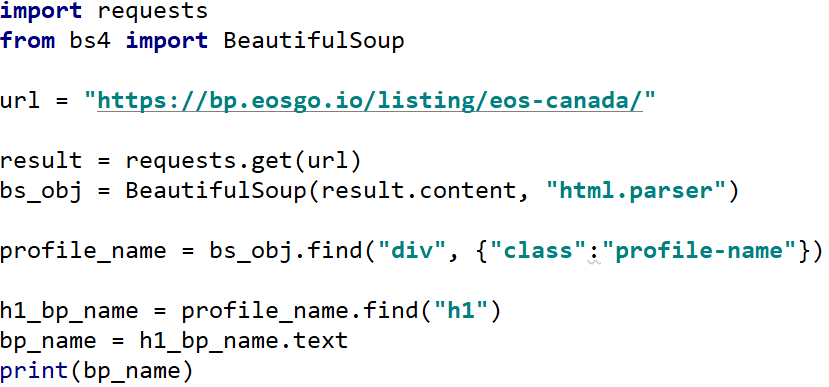 import requests
from bs4 import BeautifulSoup
url = "https://bp.eosgo.io/listing/eos-canada/"
result = requests.get(url)
bs_obj = BeautifulSoup(result.content, "html.parser")
profile_name = bs_obj.find("div", {"class":"profile-name"})
h1_bp_name = profile_name.find("h1")
bp_name = h1_bp_name.text
print(bp_name)